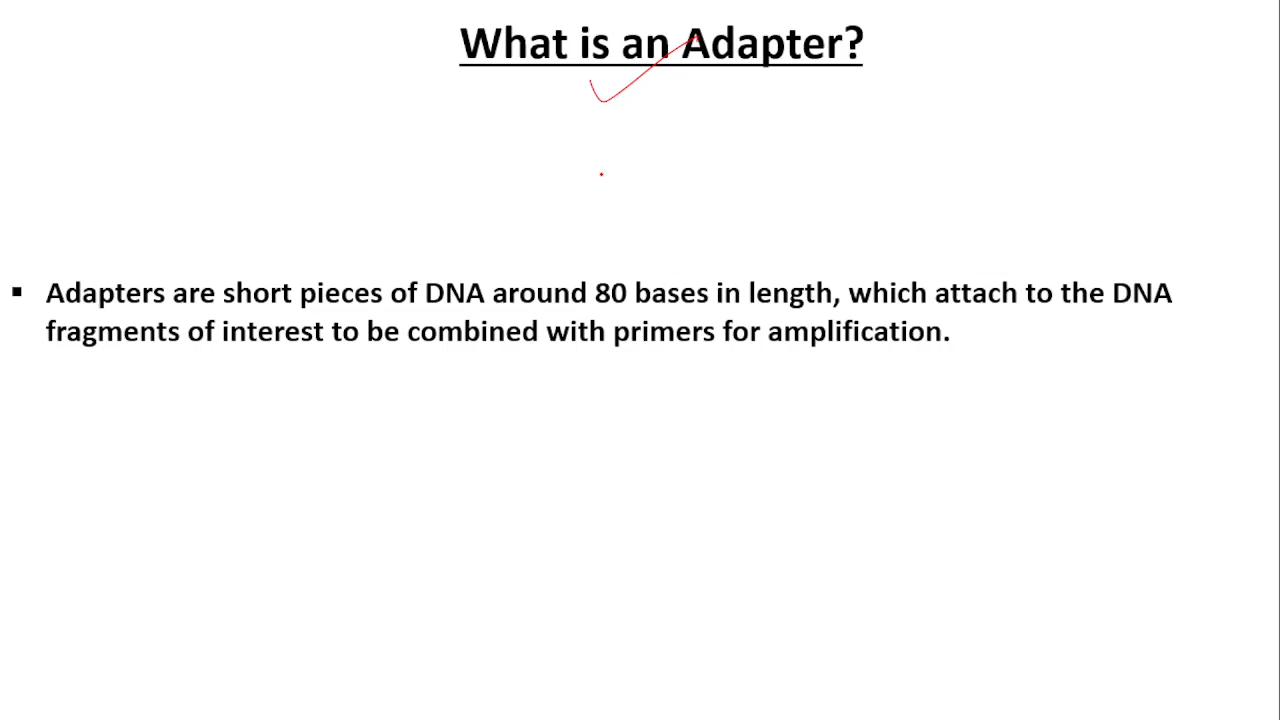 What is an Adapter?
▪ Adapters are short pieces of DNA around 80 bases in length, which attach to the DNA
fragments of interest to be combined with primers for amplification.